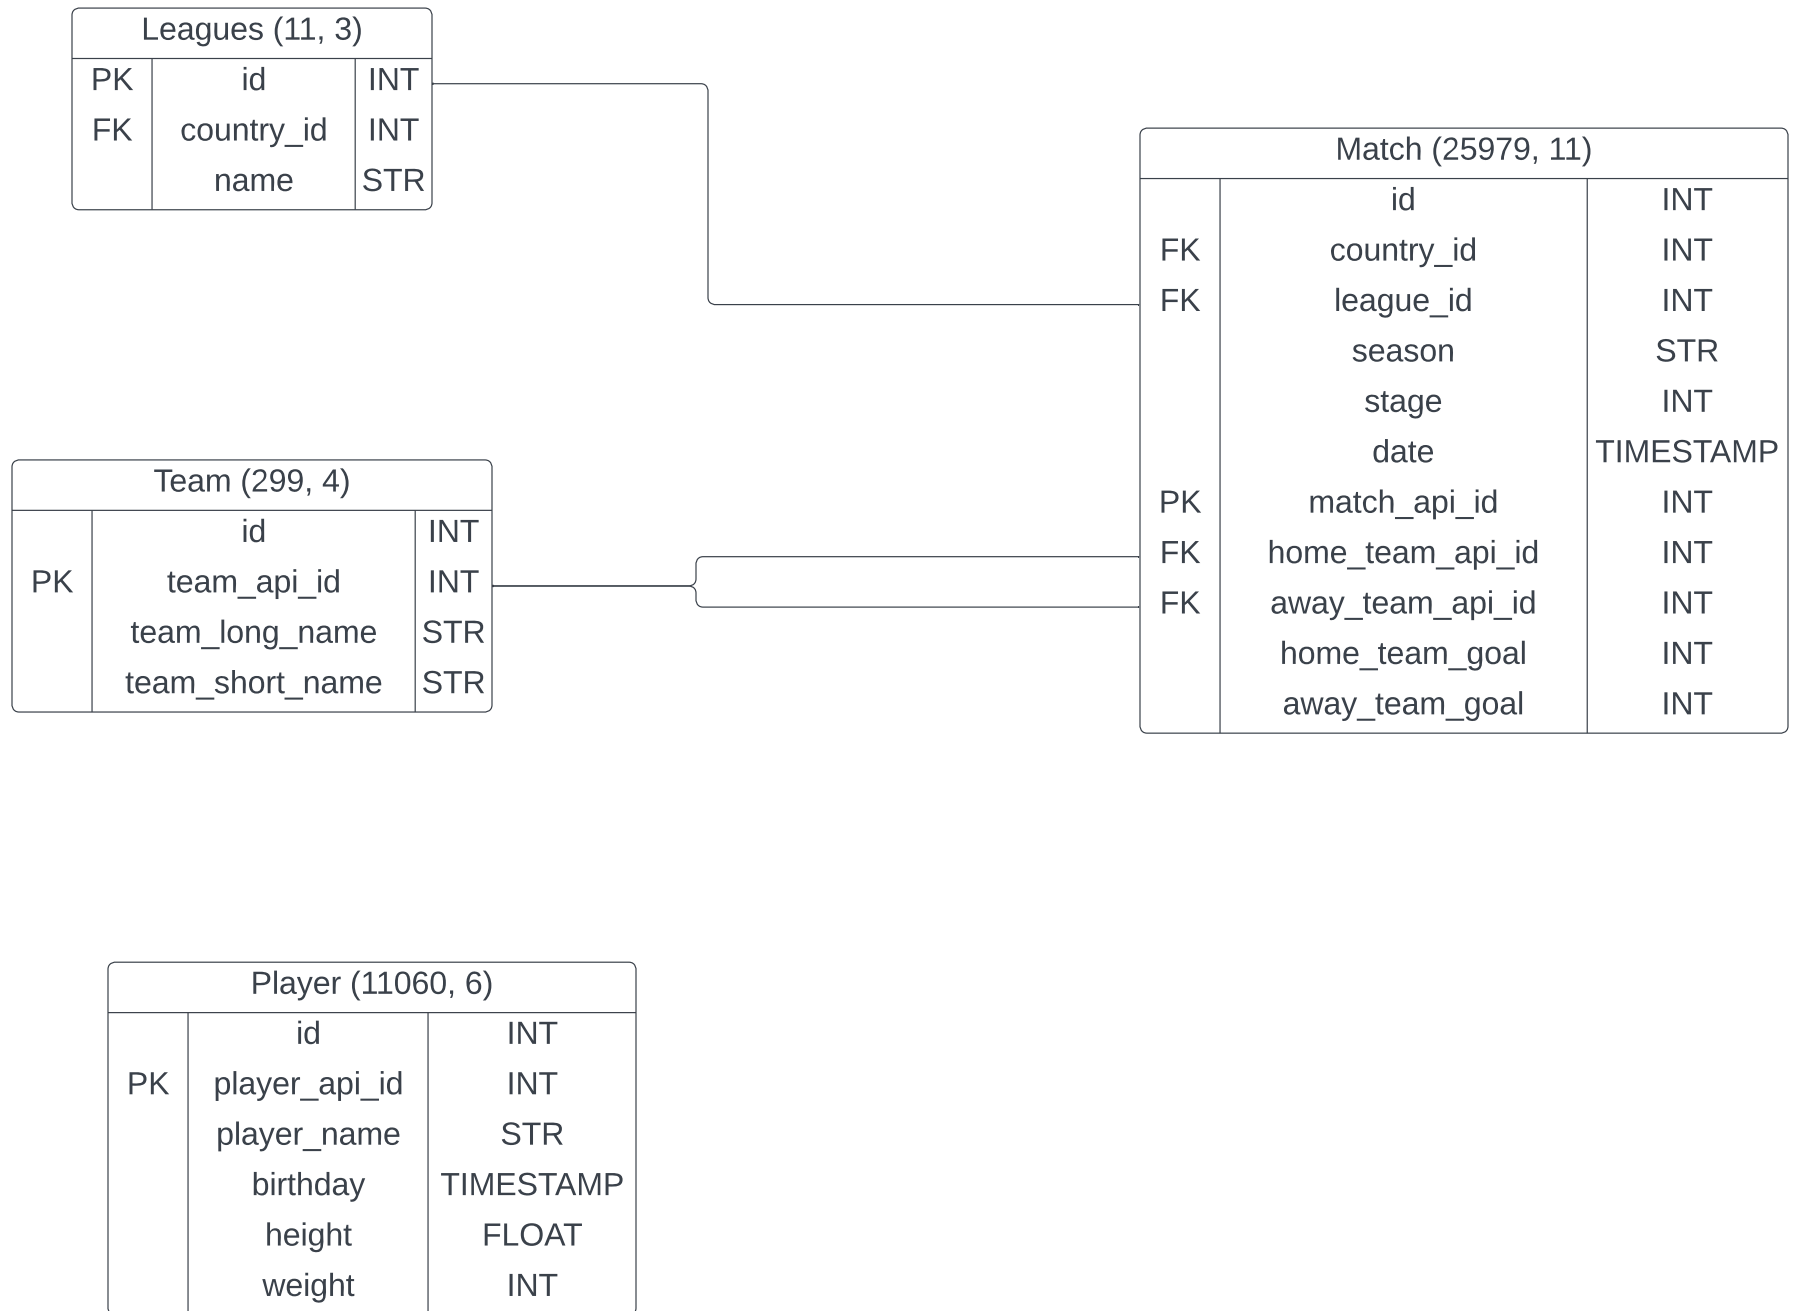 Leagues (11, 3)
PK id INT
FK country_id INT
name STR
Match (25979, 11)
id INT
FK country_id INT
FK league_id INT
season STR
stage INT
date TIMESTAMP
PK match_api_id INT
FK home_team_api_id INT
FK away_team_api_id INT
home_team_goal INT
away_team_goal INT
Team (299, 4)
id INT
PK team_api_id INT
team_long_name STR
team_short_name STR
Player (11060, 6)
id INT
PK player_api_id INT
player_name STR
birthday TIMESTAMP
height FLOAT
weight INT